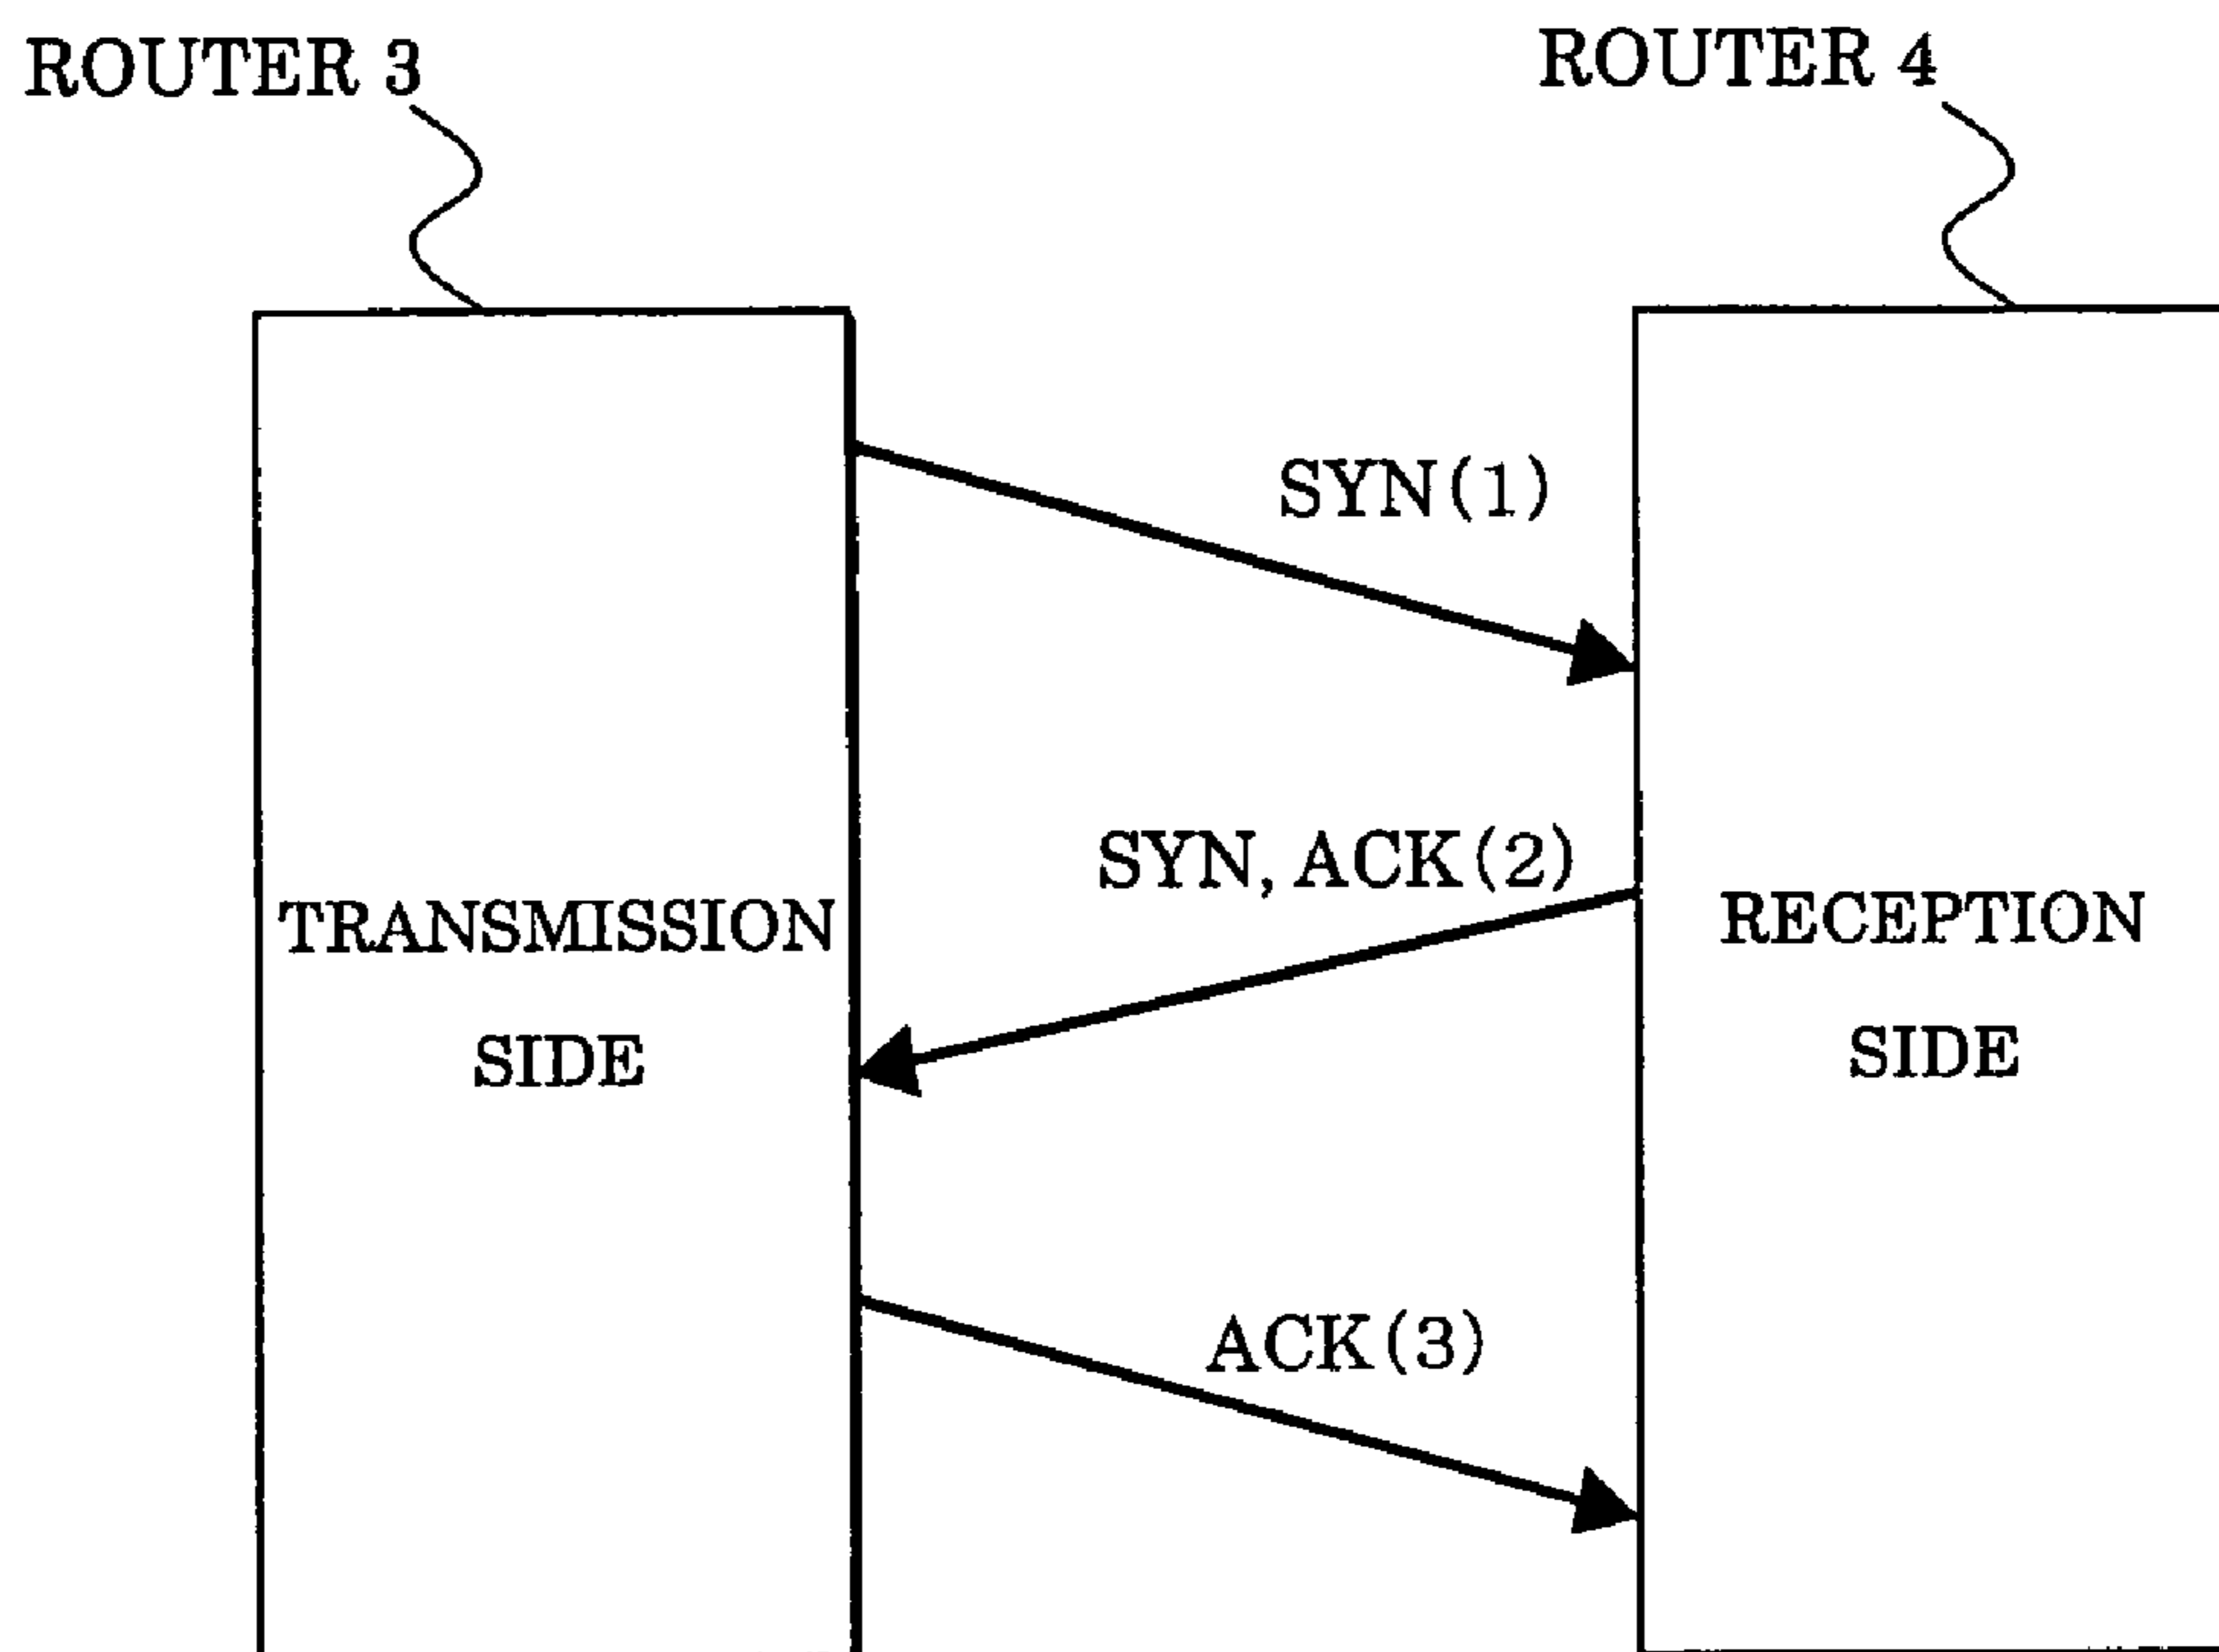 ROUTER 3
ROUTER 4
SYN(1)
SYN, ACK(2)
TRANSMISSION
SIDE
RECEPTION
SIDE
ACK(3)